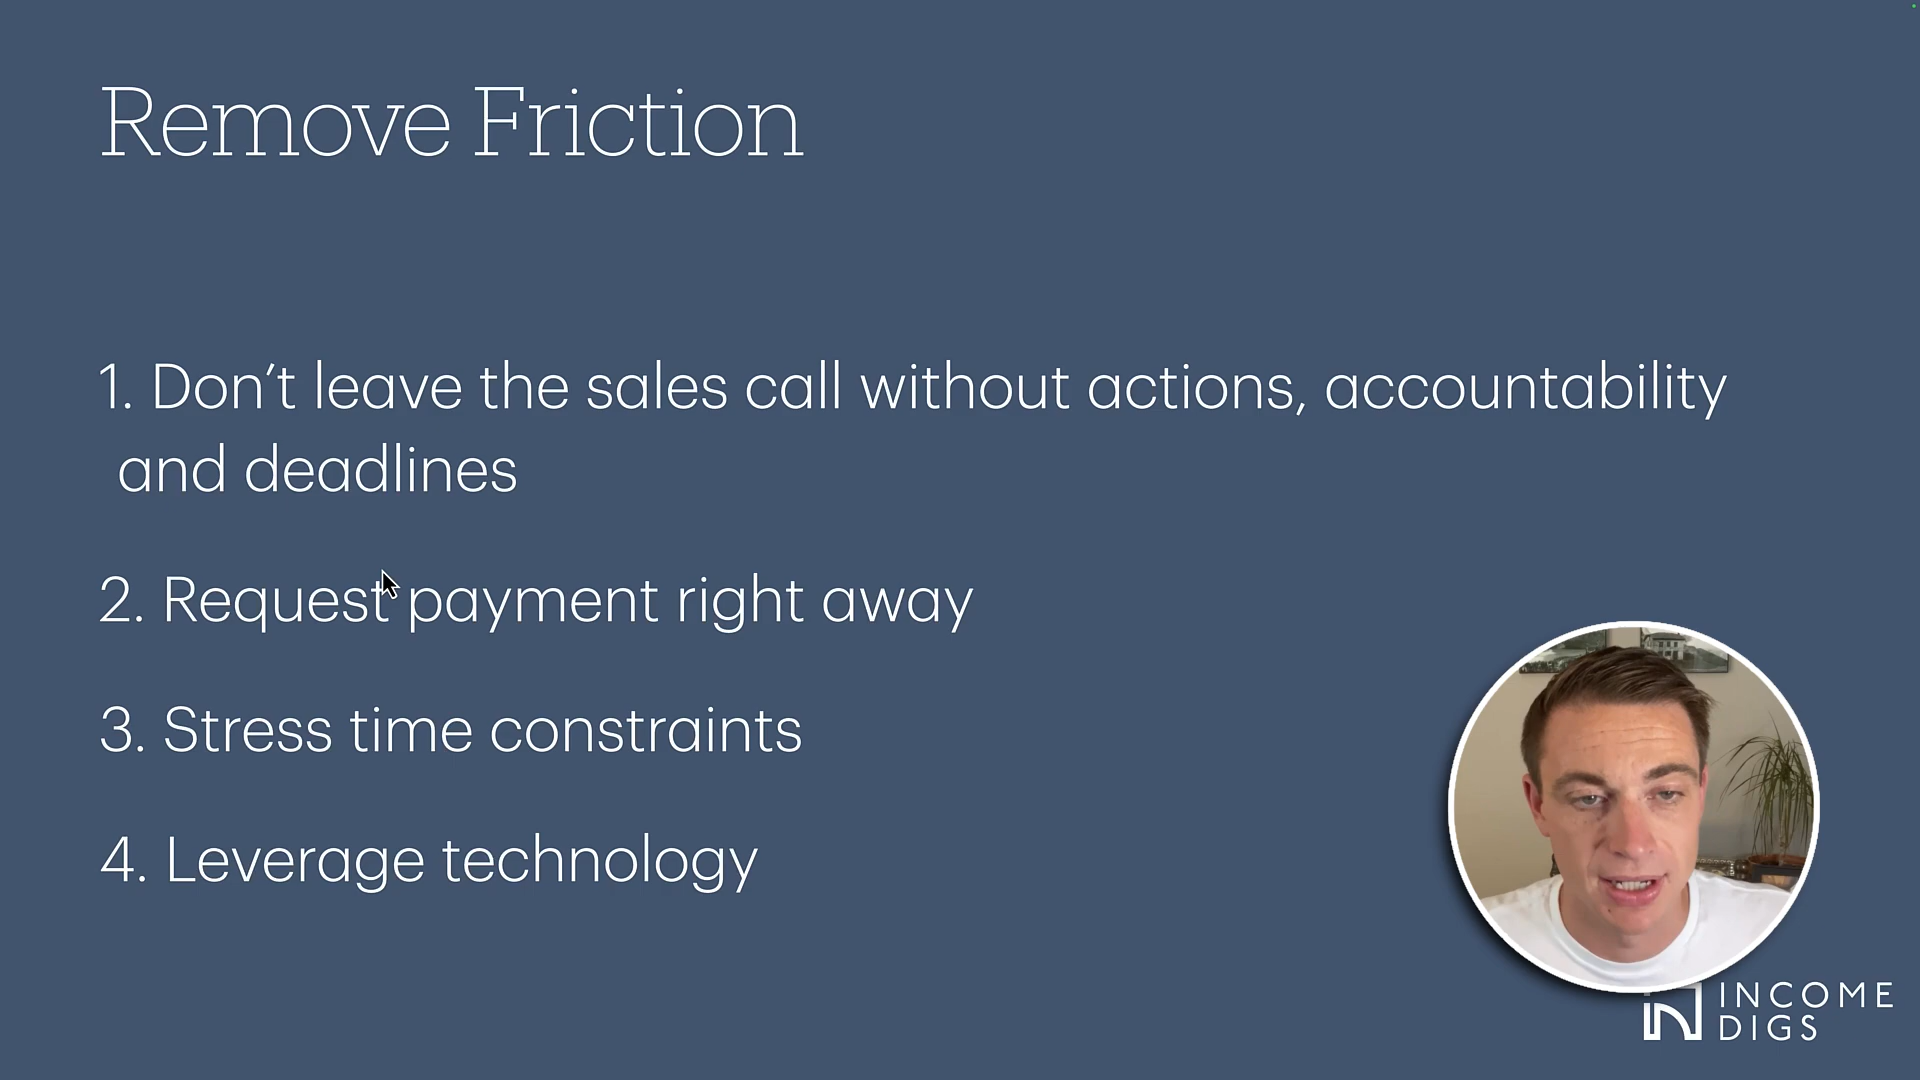 Remove Friction
1. Don’t leave the sales call without actions, accountability
and deadlines
2. Request payment right away
3. Stress time constraints
4. Leverage technology
INCOME
DIGS